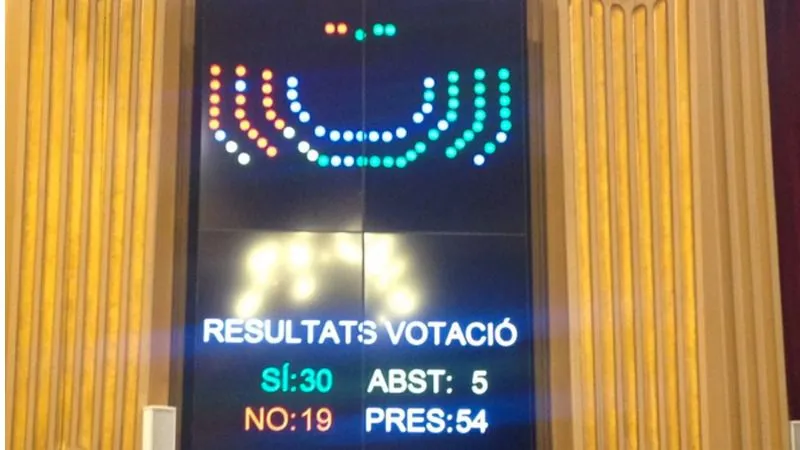 RESULTATS VOTACIÓ
SÍ:30 ABST: 5
NO:19 PRES:54